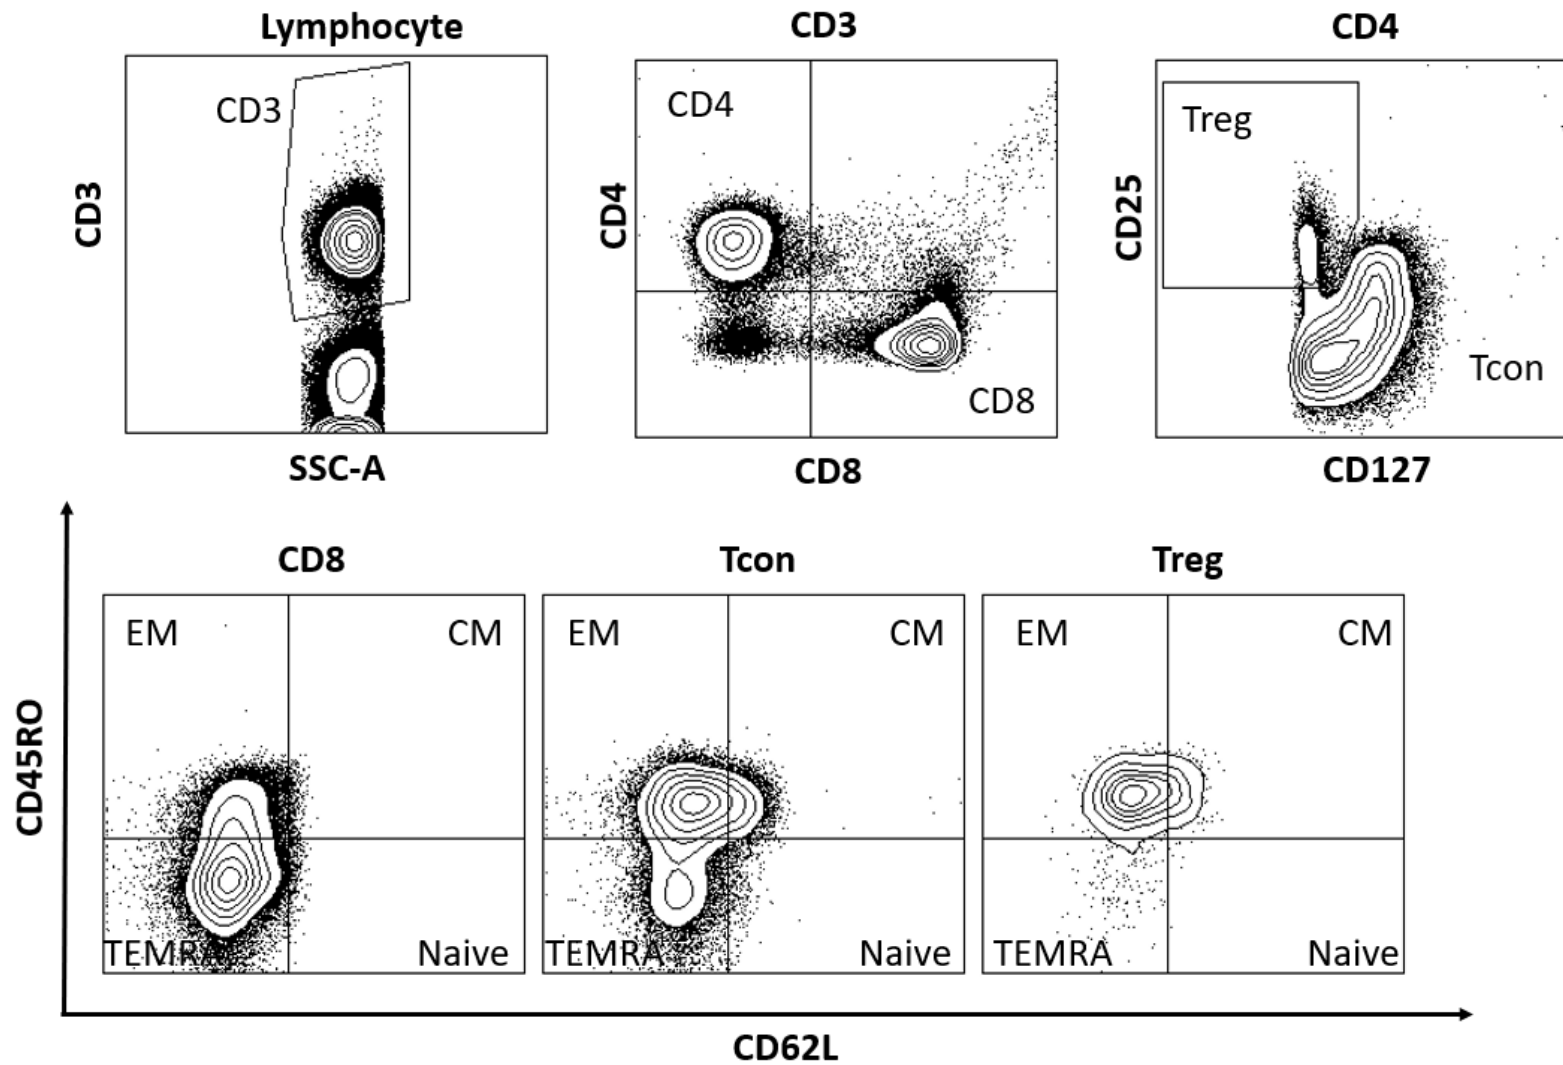 Lymphocyte
CD3
CD4
CD3
CD3
SSC-A
CD4
CD4
CD8
CD8
Treg
CD25
Tcon
CD127
CD8
Tcon
Treg
CD45RO
EM
CM
TEMRA
Naive
EM
CM
TEMRA
Naive
EM
CM
TEMRA
Naive
CD62L